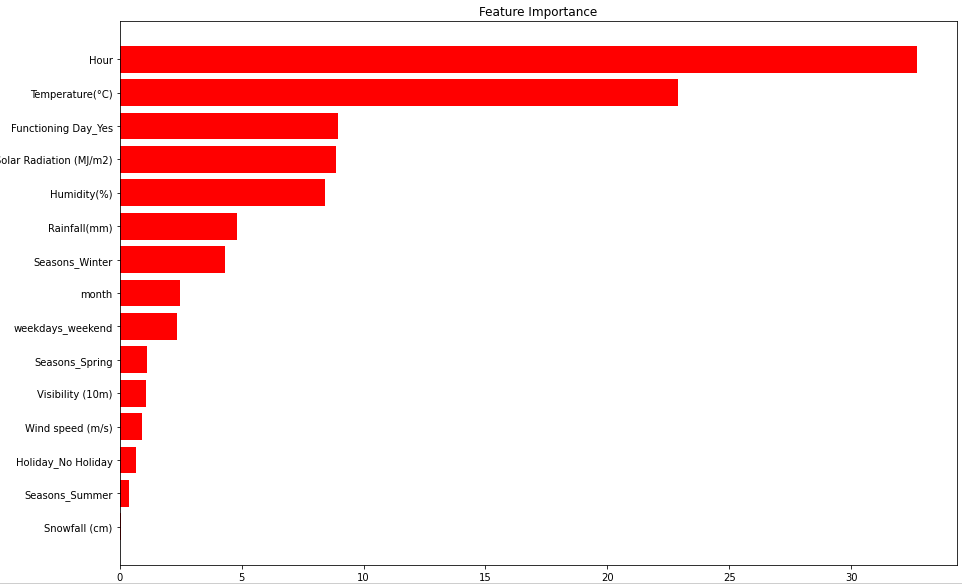 Feature Importance
Hour
Temperature(°C)
Functioning Day_Yes
Solar Radiation (MJ/m2)
Humidity(%)
Rainfall(mm)
Seasons_Winter
month
weekdays_weekend
Seasons_Spring
Visibility (10m)
Wind speed (m/s)
Holiday_No Holiday
Seasons_Summer
Snowfall (cm)
0 5 10 15 20 25 30